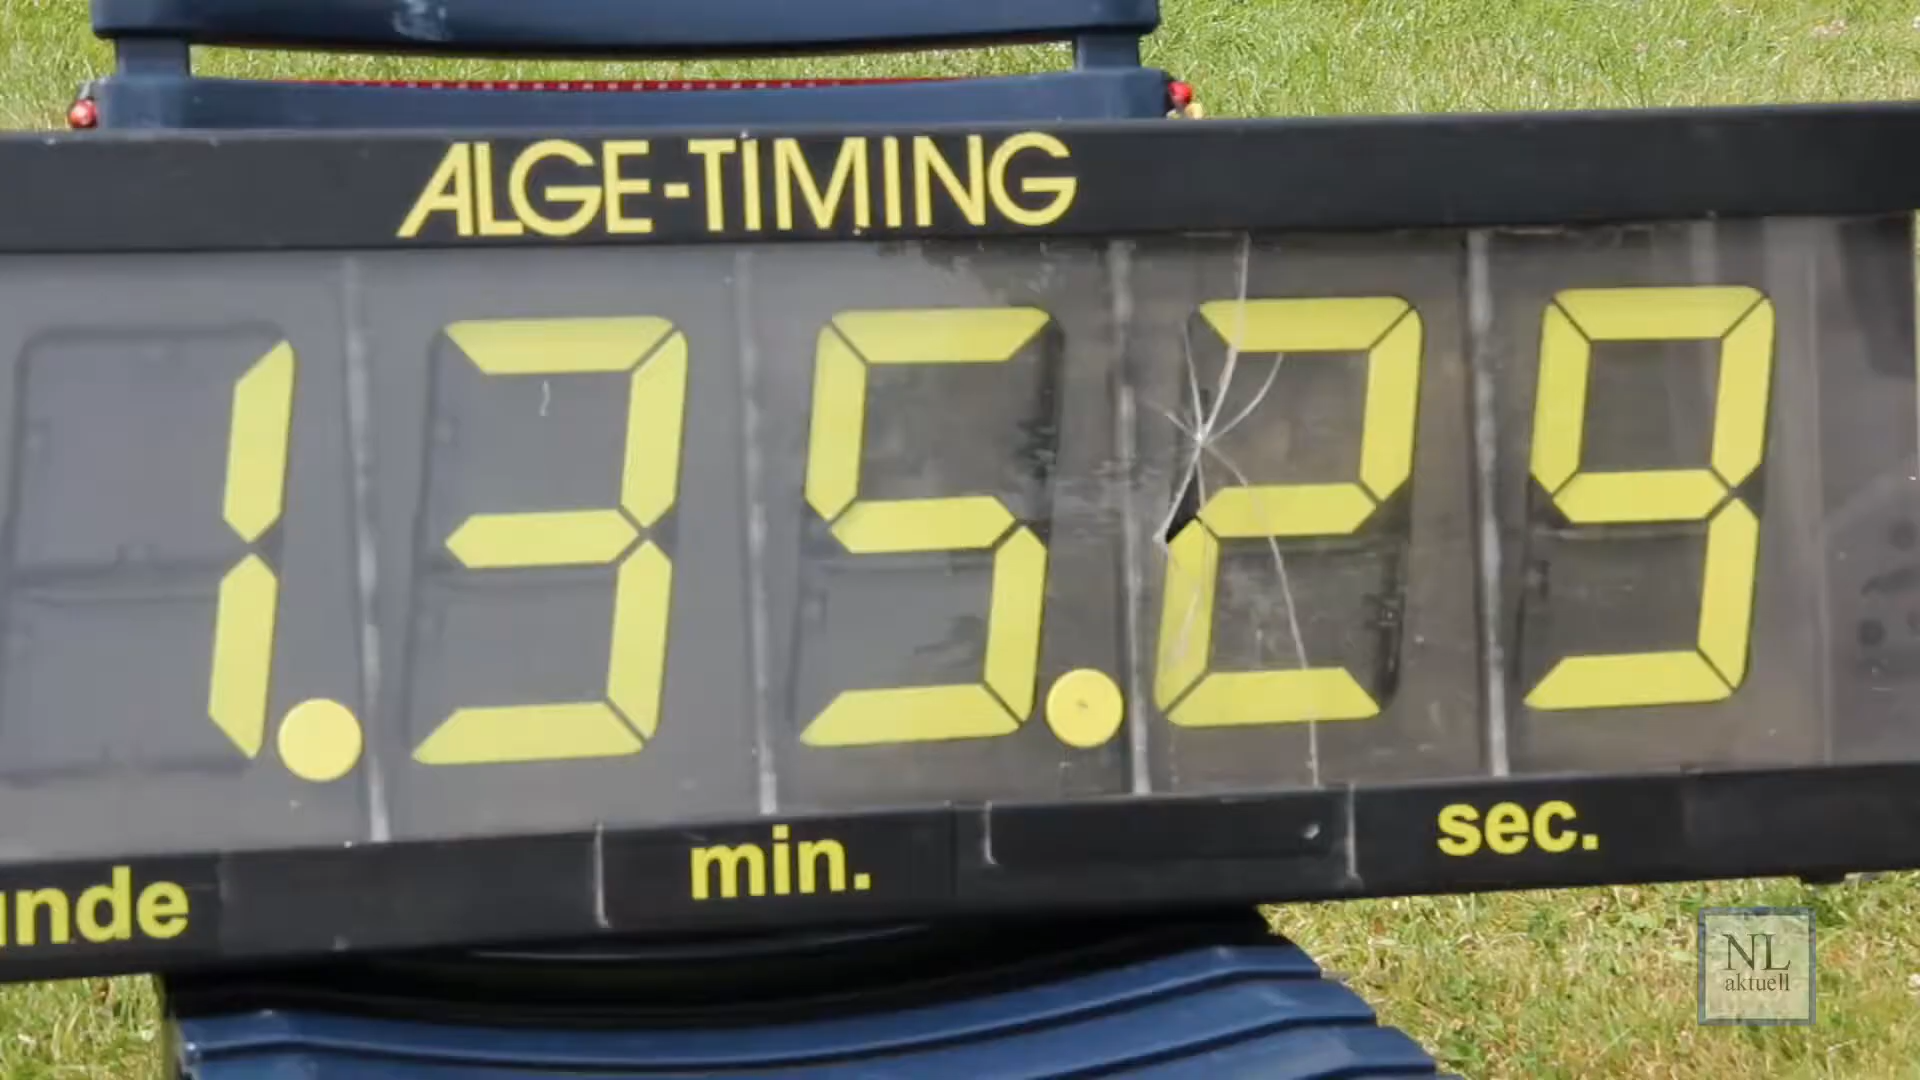 ALGE-TIMING
1.35.29
unde min. sec.
NL
aktuell